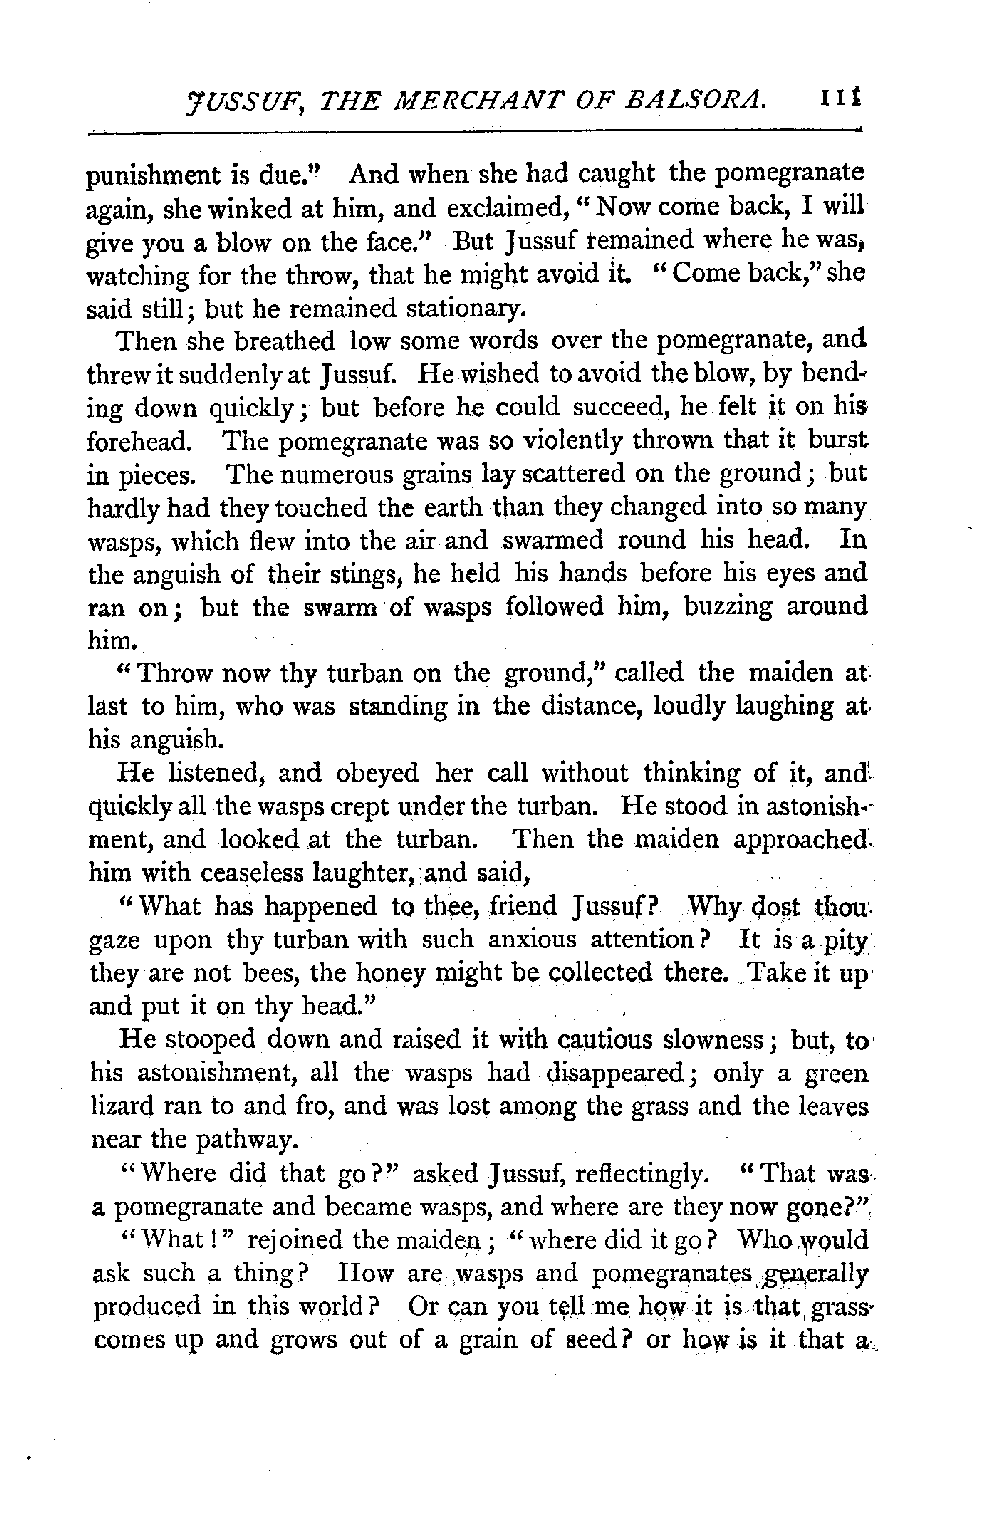 JUSSUF, THE MERCHANT OF BALSORA. 111
punishment is due." And when she had caught the pomegranate
again, she winked at him, and exclaimed, "Now come back, I will
give you a blow on the face." But Jussuf remained where he was,
watching for the throw, that he might avoid it. "Come back," she
said still; but he remained stationary.
Then she breathed low some words over the pomegranate, and
threw it suddenly at Jussuf. He wished to avoid the blow, by bend-
ing down quickly; but before he could succeed, he felt it on his
forehead. The pomegranate was so violently thrown that it burst
in pieces. The numerous grains lay scattered on the ground; but
hardly had they touched the earth than they changed into so many
wasps, which flew into the air and swarmed round his head. In
the anguish of their stings, he held his hands before his eyes and
ran on; but the swarm of wasps followed him, buzzing around
him.
"Throw now thy turban on the ground," called the maiden at
last to him, who was standing in the distance, loudly laughing at
his anguish.
He listened, and obeyed her call without thinking of it, and
quickly all the wasps crept under the turban. He stood in astonish-
ment, and looked at the turban. Then the maiden approached
him with ceaseless laughter, and said,
"What has happened to thee, friend Jussuf? Why dost thou
gaze upon thy turban with such anxious attention? It is a pity
they are not bees, the honey might be collected there. Take it up
and put it on thy head."
He stooped down and raised it with cautious slowness; but, to
his astonishment, all the wasps had disappeared; only a green
lizard ran to and fro, and was lost among the grass and the leaves
near the pathway.
"Where did that go?" asked Jussuf, reflectingly. "That was
a pomegranate and became wasps, and where are they now gone?"
"What!" rejoined the maiden; "where did it go? Who would
ask such a thing? How are wasps and pomegranates generally
produced in this world? Or can you tell me how it is that grass
comes up and grows out of a grain of seed? or how is it that a